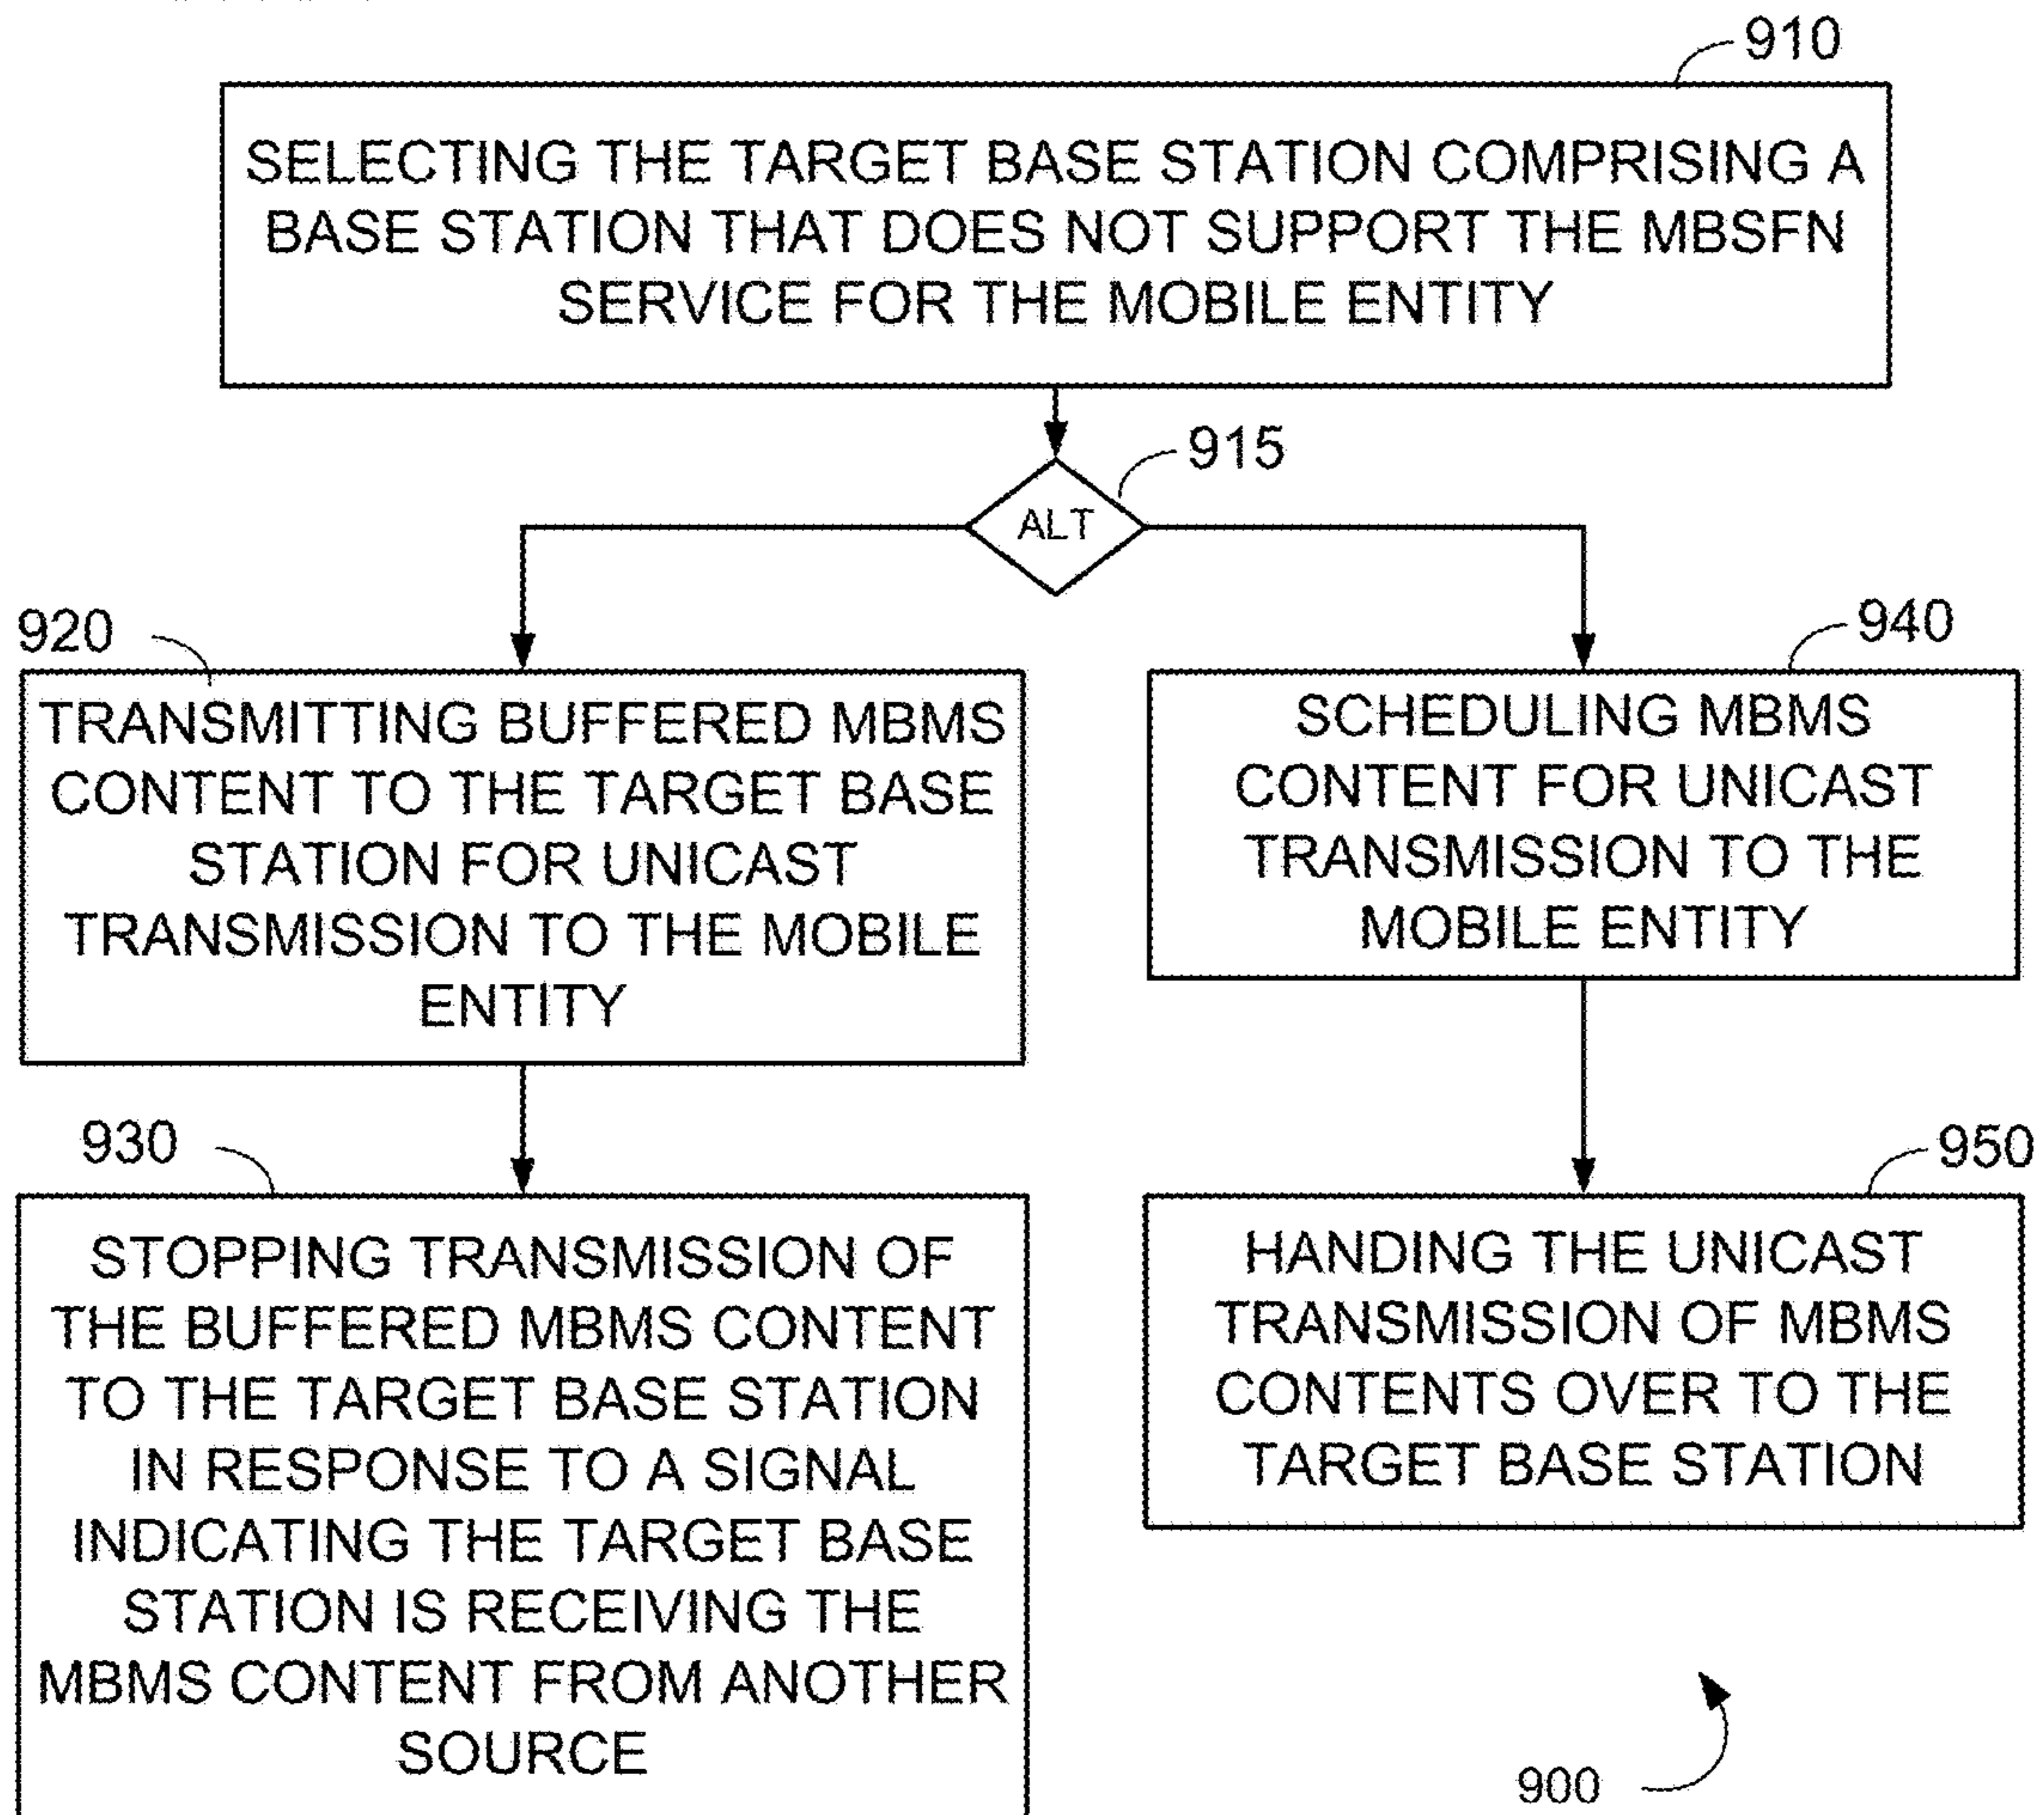 910
SELECTING THE TARGET BASE STATION COMPRISING A
BASE STATION THAT DOES NOT SUPPORT THE MBSFN
SERVICE FOR THE MOBILE ENTITY
915
ALT
920
TRANSMITTING BUFFERED MBMS
CONTENT TO THE TARGET BASE
STATION FOR UNICAST
TRANSMISSION TO THE MOBILE
ENTITY
930
STOPPING TRANSMISSION OF
THE BUFFERED MBMS CONTENT
TO THE TARGET BASE STATION
IN RESPONSE TO A SIGNAL
INDICATING THE TARGET BASE
STATION IS RECEIVING THE
MBMS CONTENT FROM ANOTHER
SOURCE
940
SCHEDULING MBMS
CONTENT FOR UNICAST
TRANSMISSION TO THE
MOBILE ENTITY
950
HANDING THE UNICAST
TRANSMISSION OF MBMS
CONTENTS OVER TO THE
TARGET BASE STATION
900